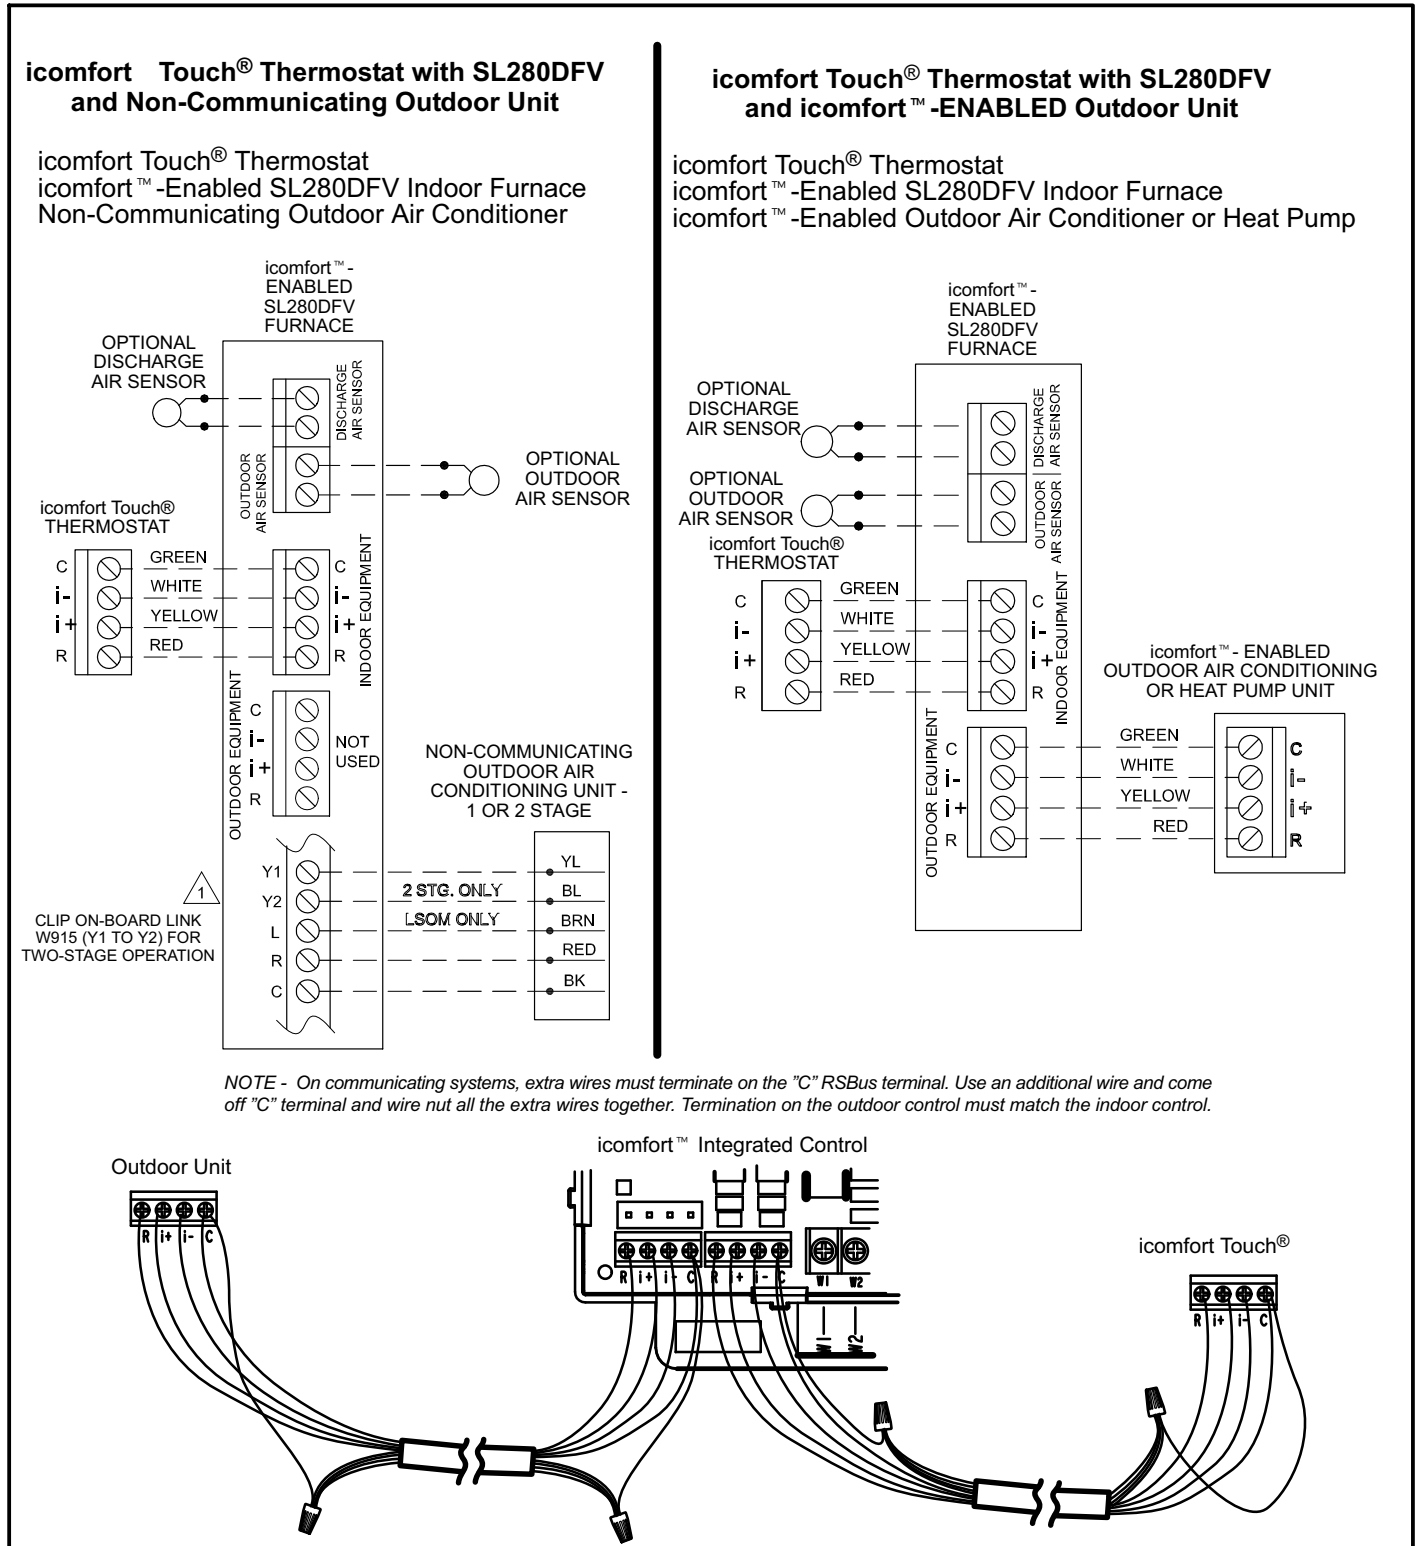 icomfort Touch® Thermostat with SL280DFV
and Non-Communicating Outdoor Unit
icomfort Touch® Thermostat
icomfort™-Enabled SL280DFV Indoor Furnace
Non-Communicating Outdoor Air Conditioner
icomfort™-
ENABLED
SL280DFV
FURNACE
OPTIONAL
DISCHARGE
AIR SENSOR
DISCHARGE
AIR SENSOR
OUTDOOR
AIR SENSOR
OPTIONAL
OUTDOOR
AIR SENSOR
icomfort Touch®
THERMOSTAT
C GREEN C
i- WHITE i-
i+ YELLOW i+
R RED R
INDOOR EQUIPMENT
OUTDOOR EQUIPMENT
C
i-
i+
R
NOT
USED
NON-COMMUNICATING
OUTDOOR AIR
CONDITIONING UNIT -
1 OR 2 STAGE
1
CLIP ON-BOARD LINK
W915 (Y1 TO Y2) FOR
TWO-STAGE OPERATION
Y1 YL
Y2 2 STG. ONLY BL
L LSOM ONLY BRN
R RED
C BK
icomfort Touch® Thermostat with SL280DFV
and icomfort™-ENABLED Outdoor Unit
icomfort Touch® Thermostat
icomfort™-Enabled SL280DFV Indoor Furnace
icomfort™-Enabled Outdoor Air Conditioner or Heat Pump
icomfort™-
ENABLED
SL280DFV
FURNACE
OPTIONAL
DISCHARGE
AIR SENSOR
DISCHARGE
AIR SENSOR
OPTIONAL
OUTDOOR
AIR SENSOR
OUTDOOR
AIR SENSOR
icomfort Touch®
THERMOSTAT
C GREEN C
i- WHITE i-
i+ YELLOW i+
R RED R
INDOOR EQUIPMENT
icomfort™- ENABLED
OUTDOOR AIR CONDITIONING
OR HEAT PUMP UNIT
OUTDOOR EQUIPMENT
C GREEN C
i- WHITE i-
i+ YELLOW i+
R RED R
NOTE - On communicating systems, extra wires must terminate on the "C" RSBus terminal. Use an additional wire and come
off "C" terminal and wire nut all the extra wires together. Termination on the outdoor control must match the indoor control.
icomfort™ Integrated Control
Outdoor Unit
R i+ i- C
R i+ i- C R i+ i- C W1 W2
W1 W2
icomfort Touch®
R i+ i- C